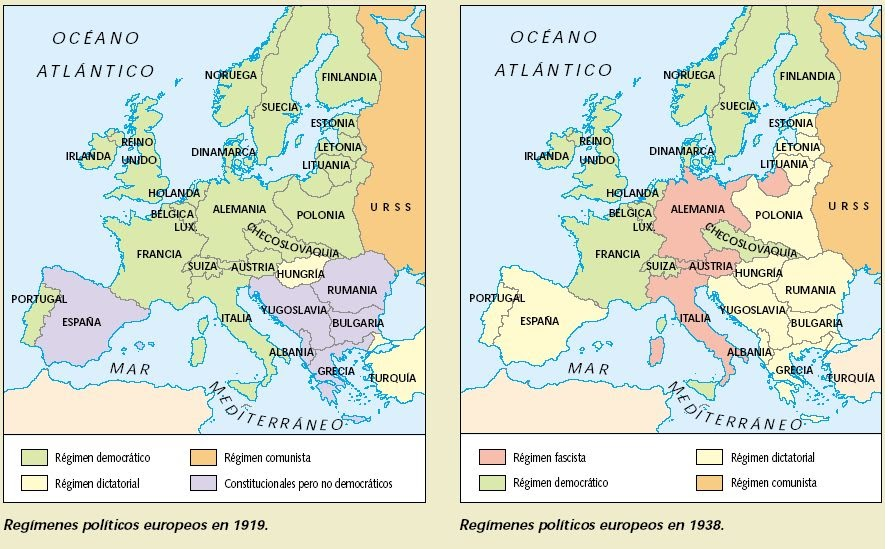 OCÉANO
ATLÁNTICO
NORUEGA
FINLANDIA
SUECIA
ESTONIA
LETONIA
LITUANIA
DINAMARCA
REINO
UNIDO
IRLANDA
HOLANDA
BÉLGICA
LUX.
ALEMANIA
POLONIA
URSS
CHECOSLOVAQUIA
FRANCIA
SUIZA
AUSTRIA
HUNGRÍA
RUMANIA
PORTUGAL
ESPAÑA
ITALIA
YUGOSLAVIA
BULGARIA
ALBANIA
GRECIA
TURQUÍA
MAR
MEDITERRÁNEO
Régimen democrático
Régimen comunista
Régimen dictatorial
Constitucionales pero no democráticos
Regímenes políticos europeos en 1919.
OCÉANO
ATLÁNTICO
NORUEGA
FINLANDIA
SUECIA
ESTONIA
LETONIA
LITUANIA
DINAMARCA
REINO
UNIDO
IRLANDA
HOLANDA
BÉLGICA
LUX.
ALEMANIA
POLONIA
URSS
CHECOSLOVAQUIA
FRANCIA
SUIZA
AUSTRIA
HUNGRÍA
RUMANIA
PORTUGAL
ESPAÑA
ITALIA
YUGOSLAVIA
BULGARIA
ALBANIA
GRECIA
TURQUÍA
MAR
MEDITERRÁNEO
Régimen fascista
Régimen dictatorial
Régimen democrático
Régimen comunista
Regímenes políticos europeos en 1938.